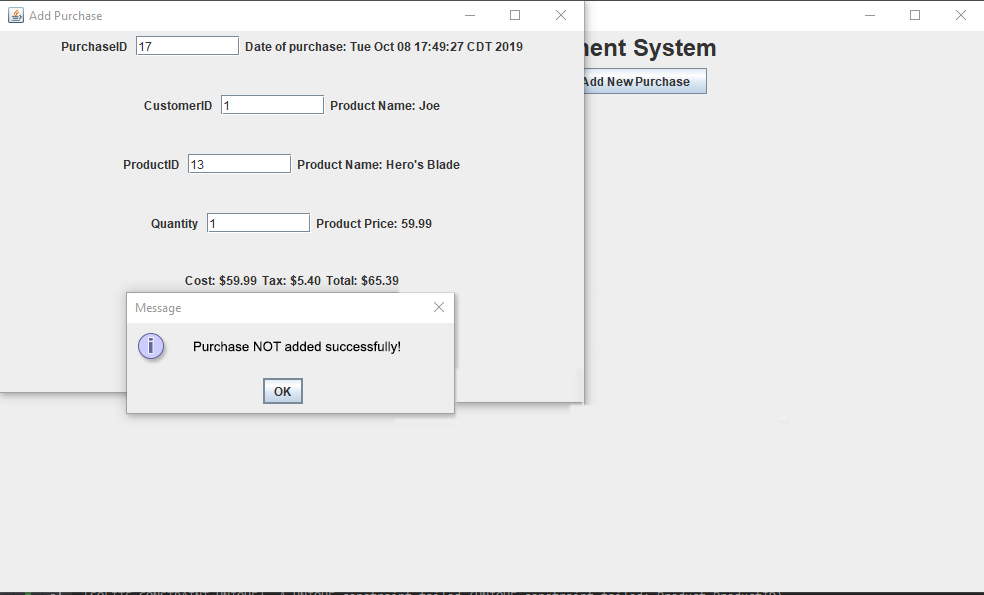 Add Purchase
PurchaseID 17 Date of purchase: Tue Oct 08 17:49:27 CDT 2019
ent System
Add New Purchase
CustomerID 1 Product Name: Joe
ProductID 13 Product Name: Hero's Blade
Quantity 1 Product Price: 59.99
Cost: $59.99 Tax: $5.40 Total: $65.39
Message
Purchase NOT added successfully!
OK